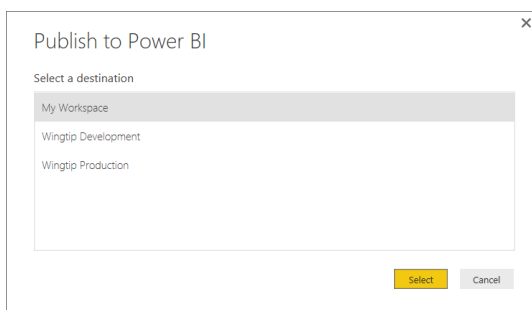 Publish to Power BI
Select a destination
My Workspace
Wingtip Development
Wingtip Production
Select Cancel